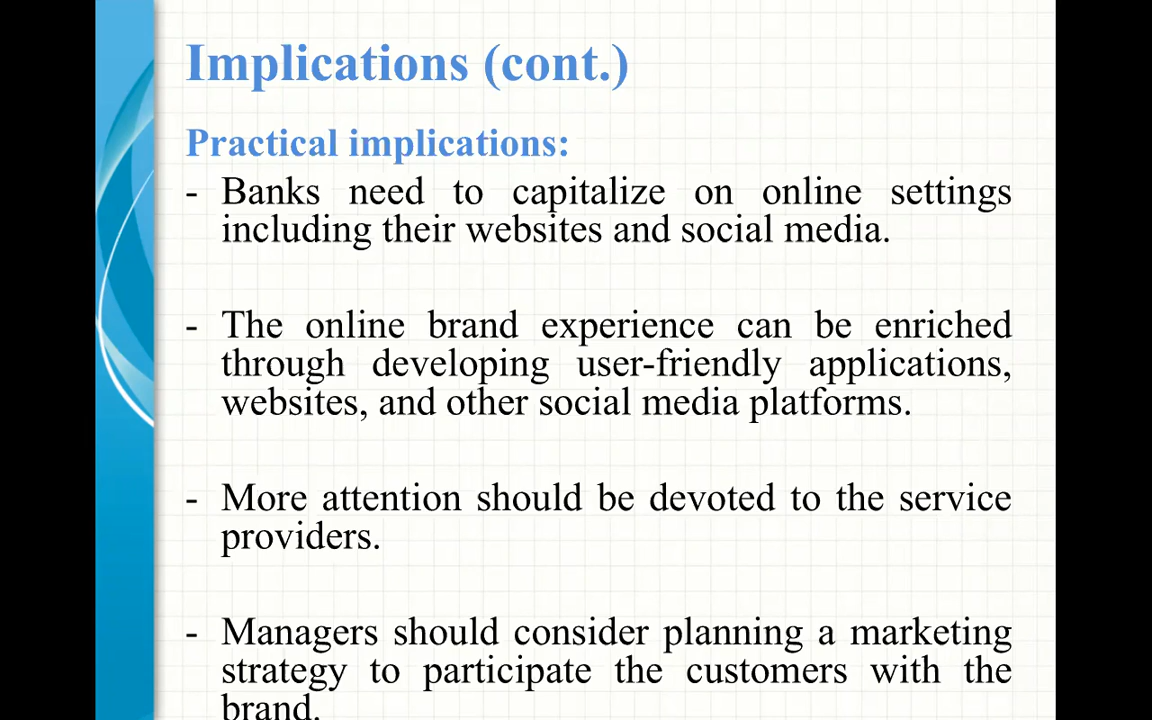 Implications (cont.)
Practical implications:
- Banks need to capitalize on online settings
including their websites and social media.
- The online brand experience can be enriched
through developing user-friendly applications,
websites, and other social media platforms.
- More attention should be devoted to the service
providers.
- Managers should consider planning a marketing
strategy to participate the customers with the
brand.